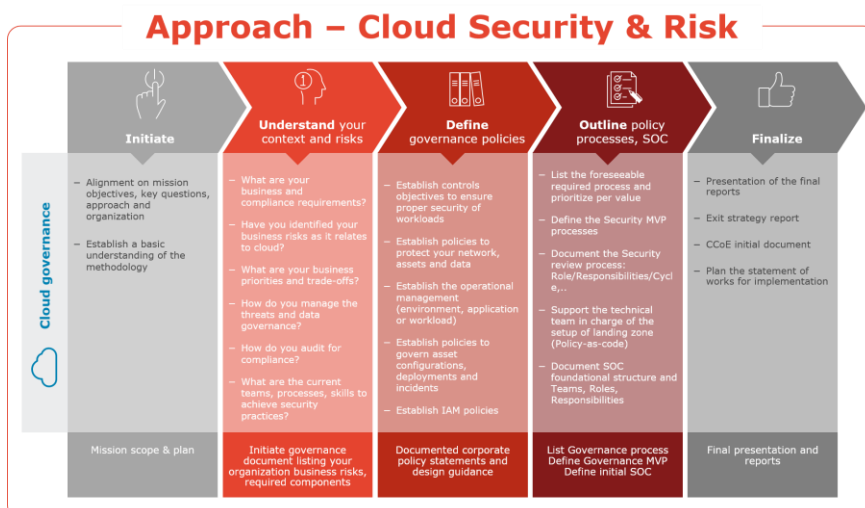 Approach – Cloud Security & Risk
Initiate
1
Understand your
context and risks
Define
governance policies
Outline policy
processes, SOC
Finalize
Cloud governance
– Alignment on mission
objectives, key questions,
approach and
organization
– Establish a basic
understanding of the
methodology
– What are your
business and
compliance requirements?
– Have you identified your
business risks as it relates
to cloud?
– What are your business
priorities and trade-offs?
– How do you manage the
threats and data
governance?
– How do you audit for
compliance?
– What are the current
teams, processes, skills to
achieve security
practices?
– Establish controls
objectives to ensure
proper security of
workloads
– Establish policies to
protect your network,
assets and data
– Establish the operational
management
(environment, application
or workload)
– Establish policies to
govern asset
configurations,
deployments and
incidents
– Establish IAM policies
– List the foreseeable
required process and
prioritize per value
– Define the Security MVP
processes
– Document the Security
review process:
Role/Responsibilities/Cycl
e,..
– Support the technical
team in charge of the
setup of landing zone
(Policy-as-code)
– Document SOC
foundational structure and
Teams, Roles,
Responsibilities
– Presentation of the final
reports
– Exit strategy report
– CCoE initial document
– Plan the statement of
works for implementation
Mission scope & plan
Initiate governance
document listing your
organization business risks,
required components
Documented corporate
policy statements and
design guidance
List Governance process
Define Governance MVP
Define initial SOC
Final presentation and
reports